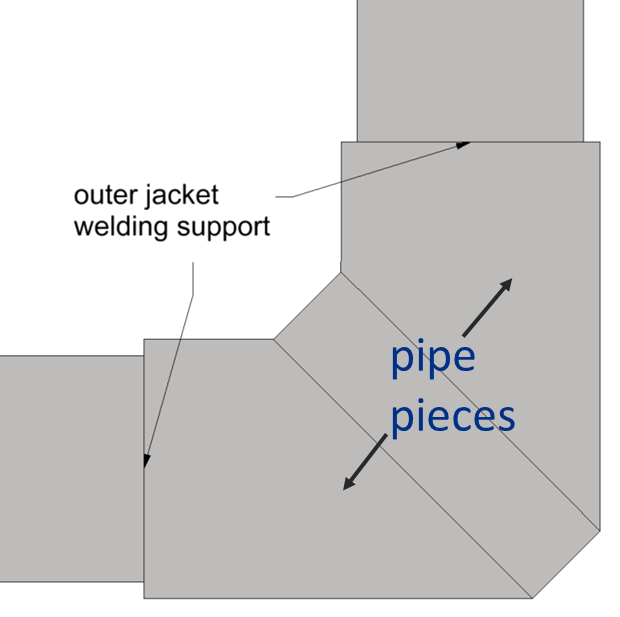 outer jacket
welding support
pipe
pieces